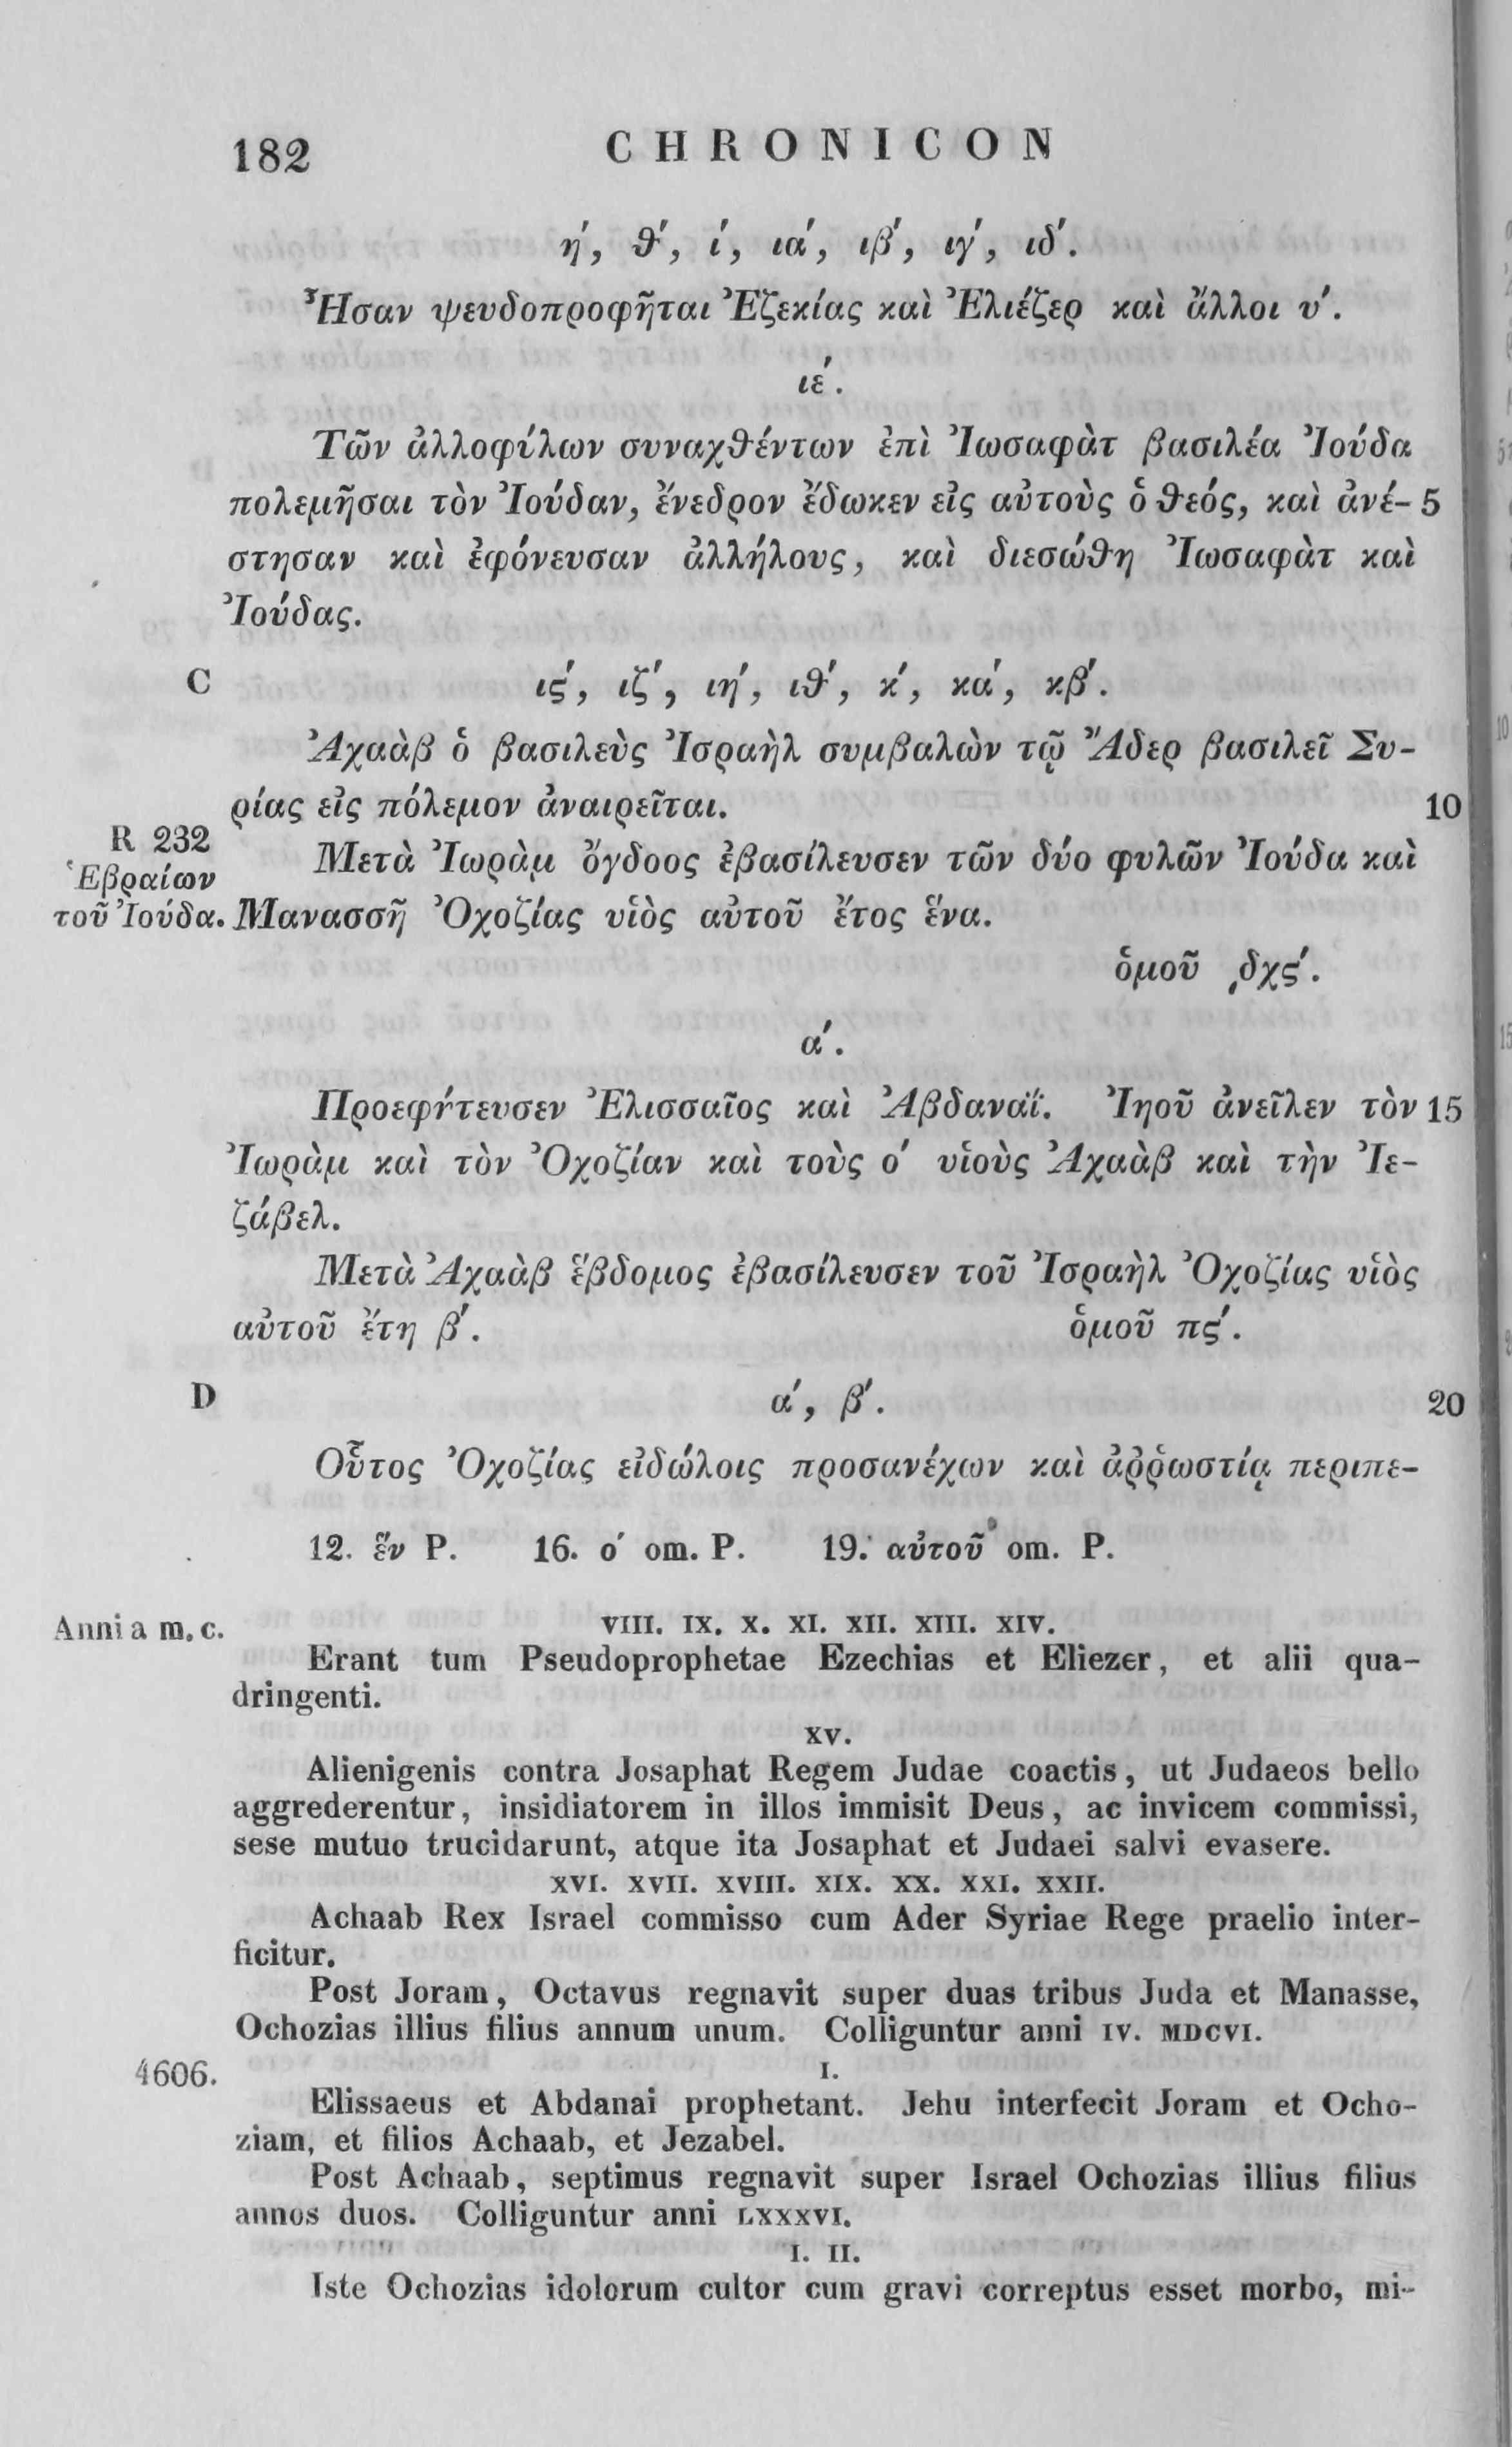 182 CHRONICON
η΄, ϑ΄, ι΄, ια΄, ιβ΄, ιγ΄, ιδ΄.
Ἦσαν ψευδοπροφῆται Ἐζεκίας καὶ Ἐλιέζερ καὶ ἄλλοι υ΄.
ιε΄.
Τῶν ἀλλοφύλων συναχϑέντων ἐπὶ Ἰωσαφὰτ βασιλέα Ἰούδα
πολεμῆσαι τὸν Ἰούδαν, ἔνεδρον ἔδωκεν εἰς αὐτοὺς ὁ ϑεός, καὶ ἀνέ- 5
στησαν καὶ ἐφόνευσαν ἀλλήλους, καὶ διεσώϑη Ἰωσαφὰτ καὶ
Ἰούδας.
C ις΄, ιζ΄, ιη΄, ιϑ΄, κ΄, κα΄, κβ΄.
Ἀχαὰβ ὁ βασιλεὺς Ἰσραὴλ συμβαλὼν τῷ Ἄδερ βασιλεῖ Συ-
ρίας εἰς πόλεμον ἀναιρεῖται. 10
R 232
Ἑβραίων
τοῦ Ἰούδα.
Μετὰ Ἰωρὰμ ὄγδοος ἐβασίλευσεν τῶν δύο φυλῶν Ἰούδα καὶ
Μανασσῆ Ὀχοζίας υἱὸς αὐτοῦ ἔτος ἕνα.
ὁμοῦ ͵δχς΄.
α΄.
Προεφήτευσεν Ἐλισσαῖος καὶ Ἀβδαναΐ. Ἰηοῦ ἀνεῖλεν τὸν 15
Ἰωρὰμ καὶ τὸν Ὀχοζίαν καὶ τοὺς ο΄ υἱοὺς Ἀχαὰβ καὶ τὴν Ἰε-
ζάβελ.
Μετὰ Ἀχαὰβ ἕβδομος ἐβασίλευσεν τοῦ Ἰσραὴλ Ὀχοζίας υἱὸς
αὐτοῦ ἔτη β΄. ὁμοῦ πς΄.
D α΄, β΄. 20
Οὗτος Ὀχοζίας εἰδώλοις προσανέχων καὶ ἀῤῥωστίᾳ περιπε-
12. ἕν P. 16. ο΄ om. P. 19. αὐτοῦ om. P.
Anni a m. c. VIII. IX. X. XI. XII. XIII. XIV.
Erant tum Pseudoprophetae Ezechias et Eliezer, et alii qua-
dringenti.
XV.
Alienigenis contra Josaphat Regem Judae coactis, ut Judaeos bello
aggrederentur, insidiatorem in illos immisit Deus, ac invicem commissi,
sese mutuo trucidarunt, atque ita Josaphat et Judaei salvi evasere.
XVI. XVII. XVIII. XIX. XX. XXI. XXII.
Achaab Rex Israel commisso cum Ader Syriae Rege praelio inter-
ficitur.
Post Joram, Octavus regnavit super duas tribus Juda et Manasse,
Ochozias illius filius annum unum. Colliguntur anni IV. MDCVI.
4606. I.
Elissaeus et Abdanai prophetant. Jehu interfecit Joram et Ocho-
ziam, et filios Achaab, et Jezabel.
Post Achaab, septimus regnavit super Israel Ochozias illius filius
annos duos. Colliguntur anni LXXXVI.
I. II.
Iste Ochozias idolorum cultor cum gravi correptus esset morbo, mi-